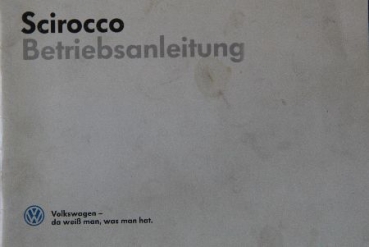 Scirocco
Betriebsanleitung
Volkswagen –
da weiß man, was man hat.